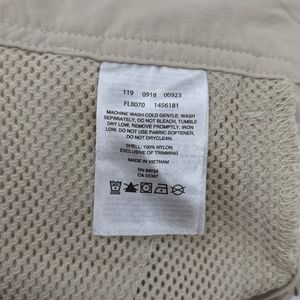 119 0918 00923
FL8070 1456181
MACHINE WASH COLD GENTLE, WASH
SEPARATELY, DO NOT BLEACH, TUMBLE
DRY LOW, REMOVE PROMPTLY, IRON
LOW, DO NOT USE FABRIC SOFTENER,
DO NOT DRYCLEAN.
SHELL: 100% NYLON
EXCLUSIVE OF TRIMMING
MADE IN VIETNAM
RN
CA